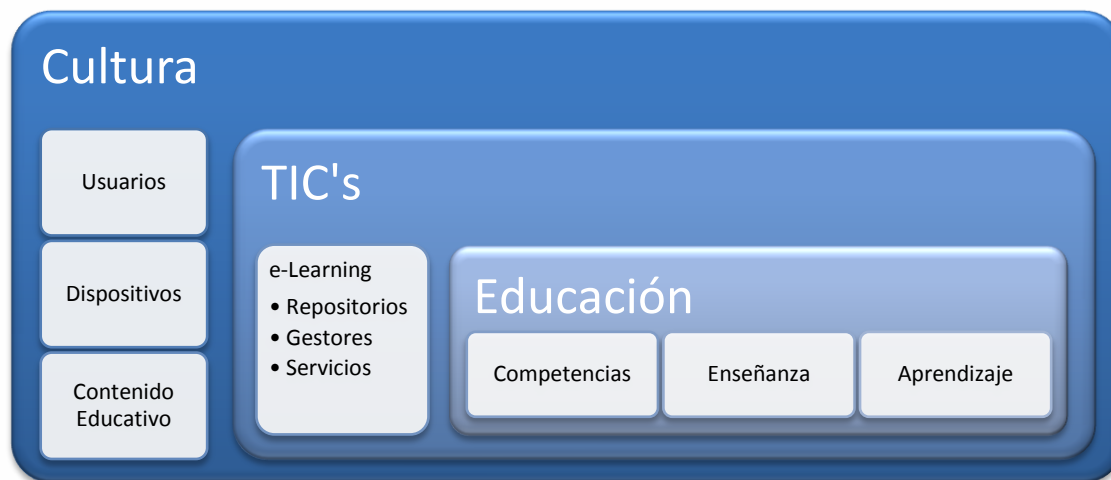 Cultura
Usuarios
Dispositivos
Contenido
Educativo
TIC's
e-Learning
• Repositorios
• Gestores
• Servicios
Educación
Competencias
Enseñanza
Aprendizaje